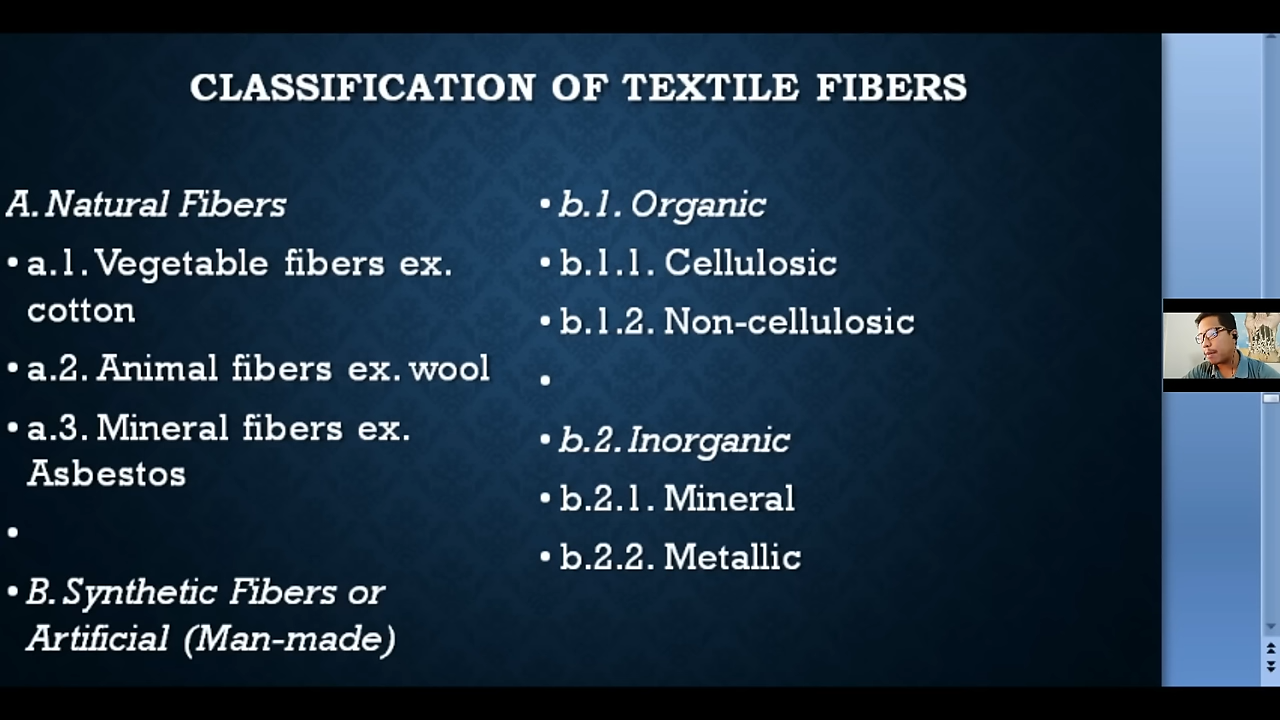 CLASSIFICATION OF TEXTILE FIBERS
A. Natural Fibers
• a.1. Vegetable fibers ex.
cotton
• a.2. Animal fibers ex. wool
• a.3. Mineral fibers ex.
Asbestos
•
• B. Synthetic Fibers or
Artificial (Man-made)
• b.1. Organic
• b.1.1. Cellulosic
• b.1.2. Non-cellulosic
•
• b.2. Inorganic
• b.2.1. Mineral
• b.2.2. Metallic